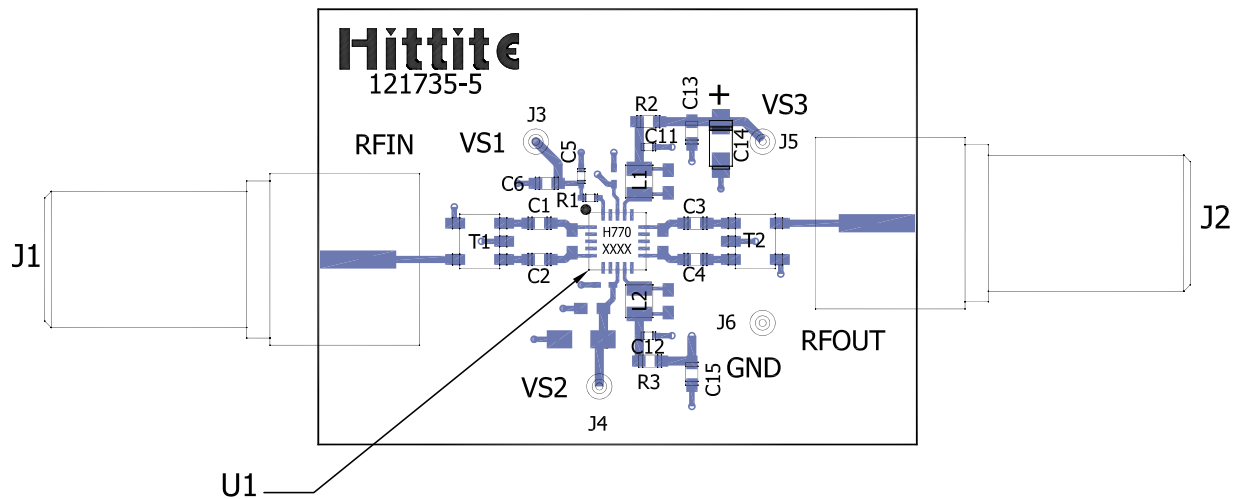 Hittite
121735-5
J3
VS1
RFIN
R2
C13
+
VS3
C11
C14
J5
C5
C6
L1
R1
J1
T1
C1
C2
H770
XXXX
C3
C4
T2
J2
L2
J6
RFOUT
C12
R3
C15
GND
VS2
J4
U1